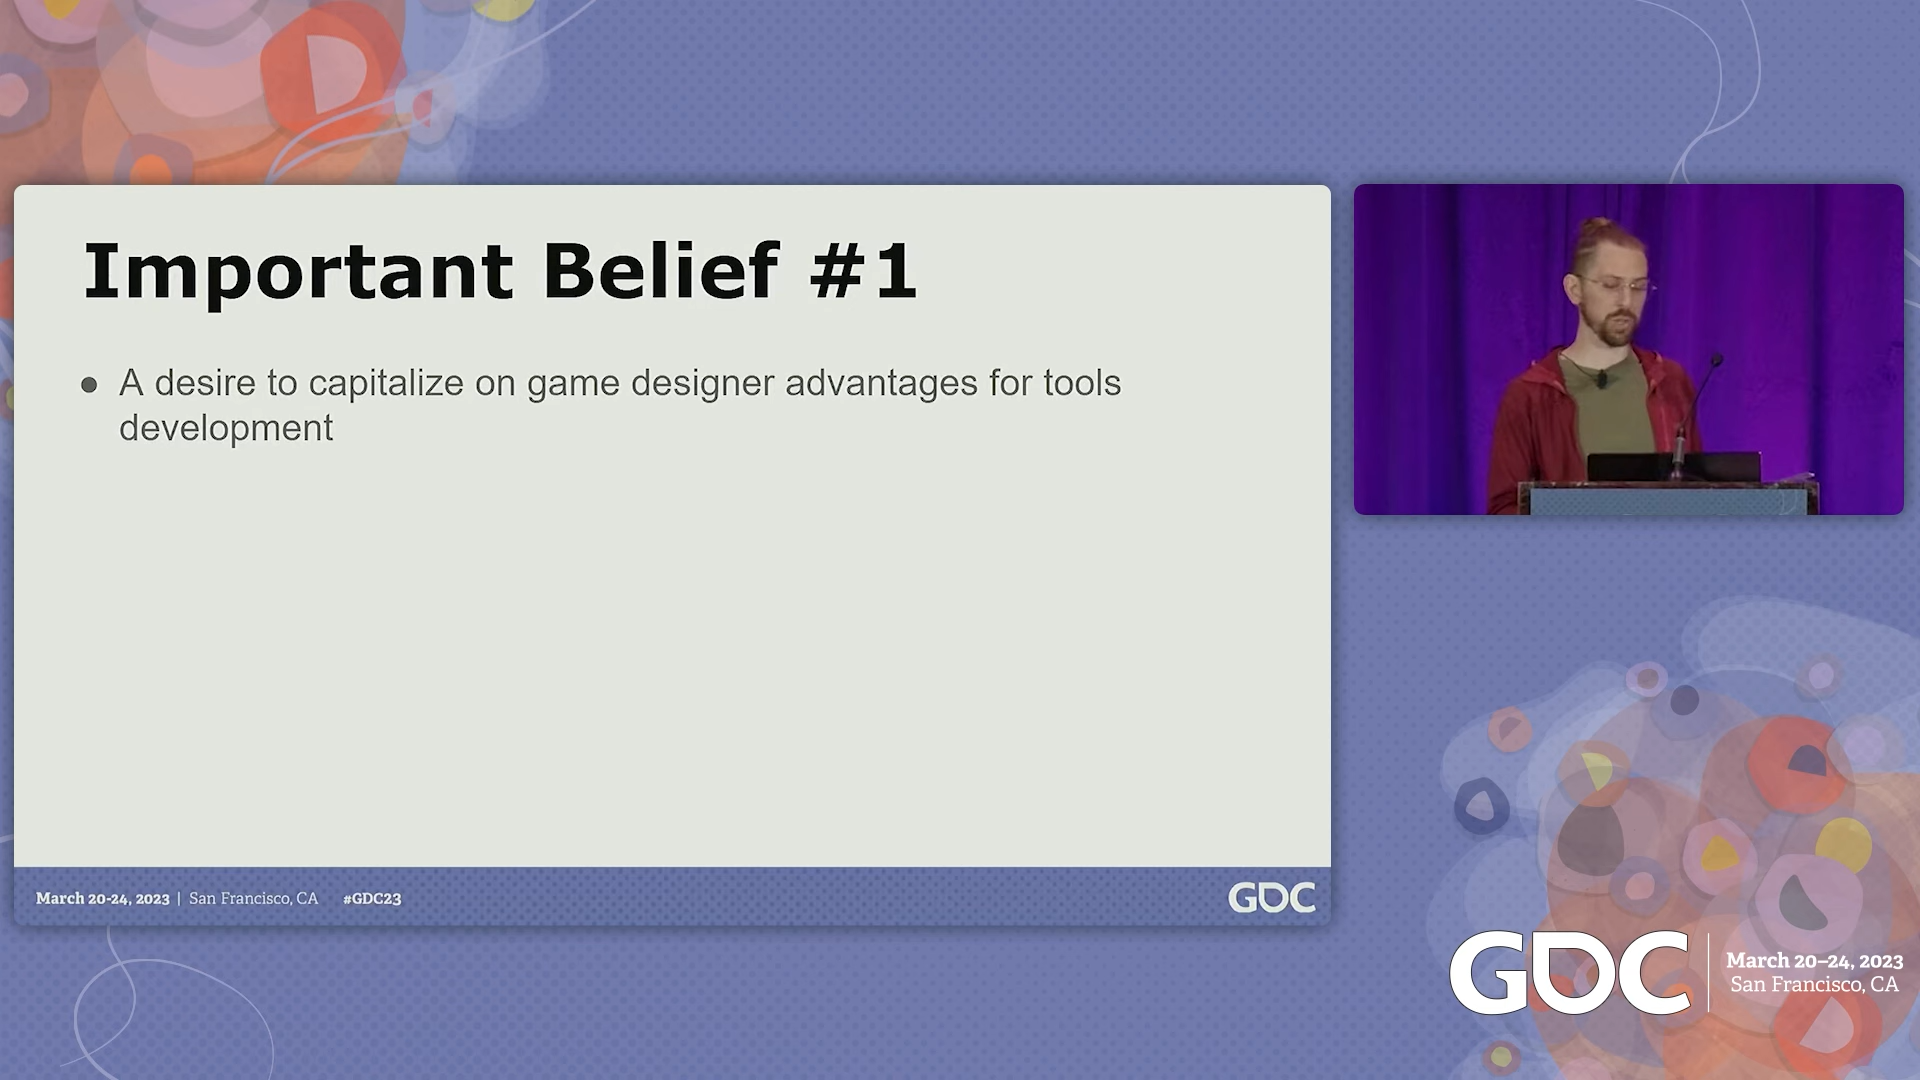 Important Belief #1
● A desire to capitalize on game designer advantages for tools
development
March 20-24, 2023 | San Francisco, CA #GDC23
GDC
GDC
March 20–24, 2023
San Francisco, CA